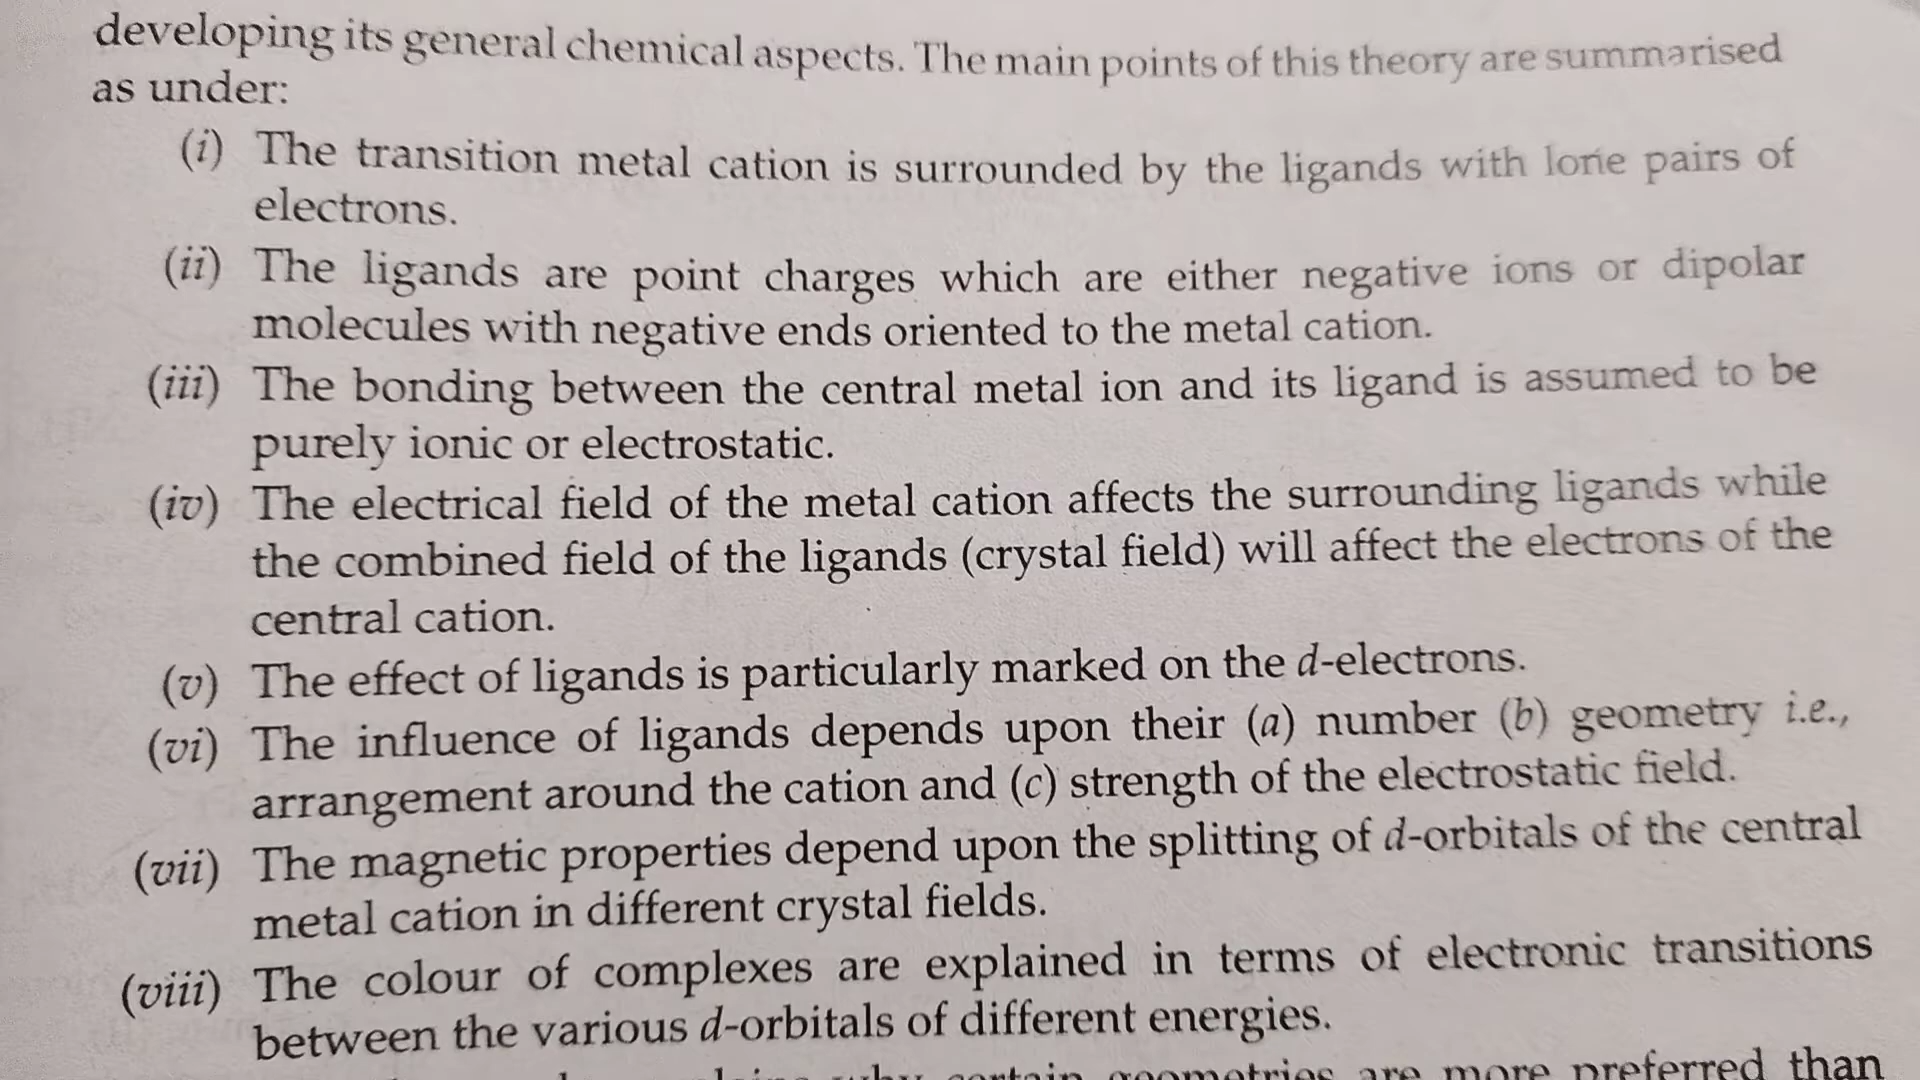 developing its general chemical aspects. The main points of this theory are summarised
as under:
(i) The transition metal cation is surrounded by the ligands with lone pairs of
electrons.
(ii) The ligands are point charges which are either negative ions or dipolar
molecules with negative ends oriented to the metal cation.
(iii) The bonding between the central metal ion and its ligand is assumed to be
purely ionic or electrostatic.
(iv) The electrical field of the metal cation affects the surrounding ligands while
the combined field of the ligands (crystal field) will affect the electrons of the
central cation.
(v) The effect of ligands is particularly marked on the d-electrons.
(vi) The influence of ligands depends upon their (a) number (b) geometry i.e.,
arrangement around the cation and (c) strength of the electrostatic field.
(vii) The magnetic properties depend upon the splitting of d-orbitals of the central
metal cation in different crystal fields.
(viii) The colour of complexes are explained in terms of electronic transitions
between the various d-orbitals of different energies.
why certain geometries are more preferred than